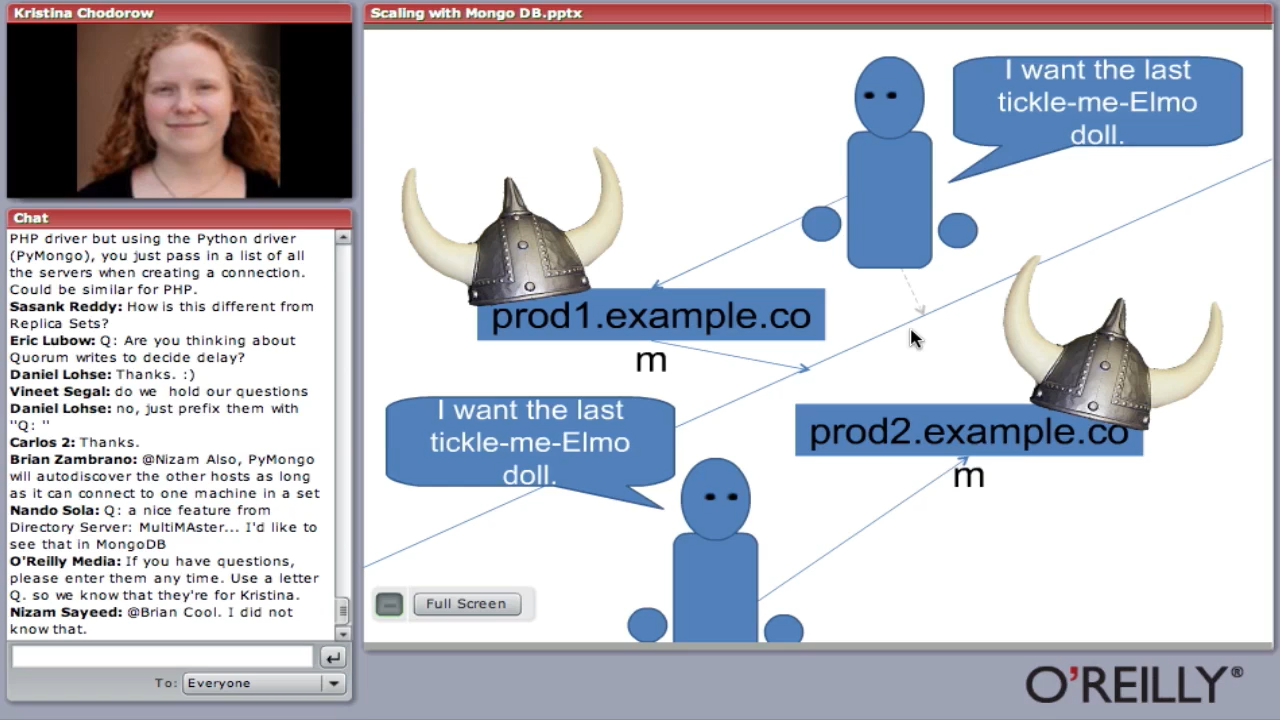 Kristina Chodorow
Scaling with Mongo DB.pptx
Chat
PHP driver but using the Python driver
(PyMongo), you just pass in a list of all
the servers when creating a connection.
Could be similar for PHP.
Sasank Reddy: How is this different from
Replica Sets?
Eric Lubow: Q: Are you thinking about
Quorum writes to decide delay?
Daniel Lohse: Thanks. :)
Vineet Segal: do we  hold our questions
Daniel Lohse: no, just prefix them with
"Q: "
Carlos 2: Thanks.
Brian Zambrano: @Nizam Also, PyMongo
will autodiscover the other hosts as long
as it can connect to one machine in a set
Nando Sola: Q: a nice feature from
Directory Server: MultiMAster... I'd like to
see that in MongoDB
O'Reilly Media: If you have questions,
please enter them any time. Use a letter
Q. so we know that they're for Kristina.
Nizam Sayeed: @Brian Cool. I did not
know that.
To: Everyone
I want the last
tickle-me-Elmo
doll.
prod1.example.co
m
I want the last
tickle-me-Elmo
doll.
prod2.example.co
m
Full Screen
O'REILLY®